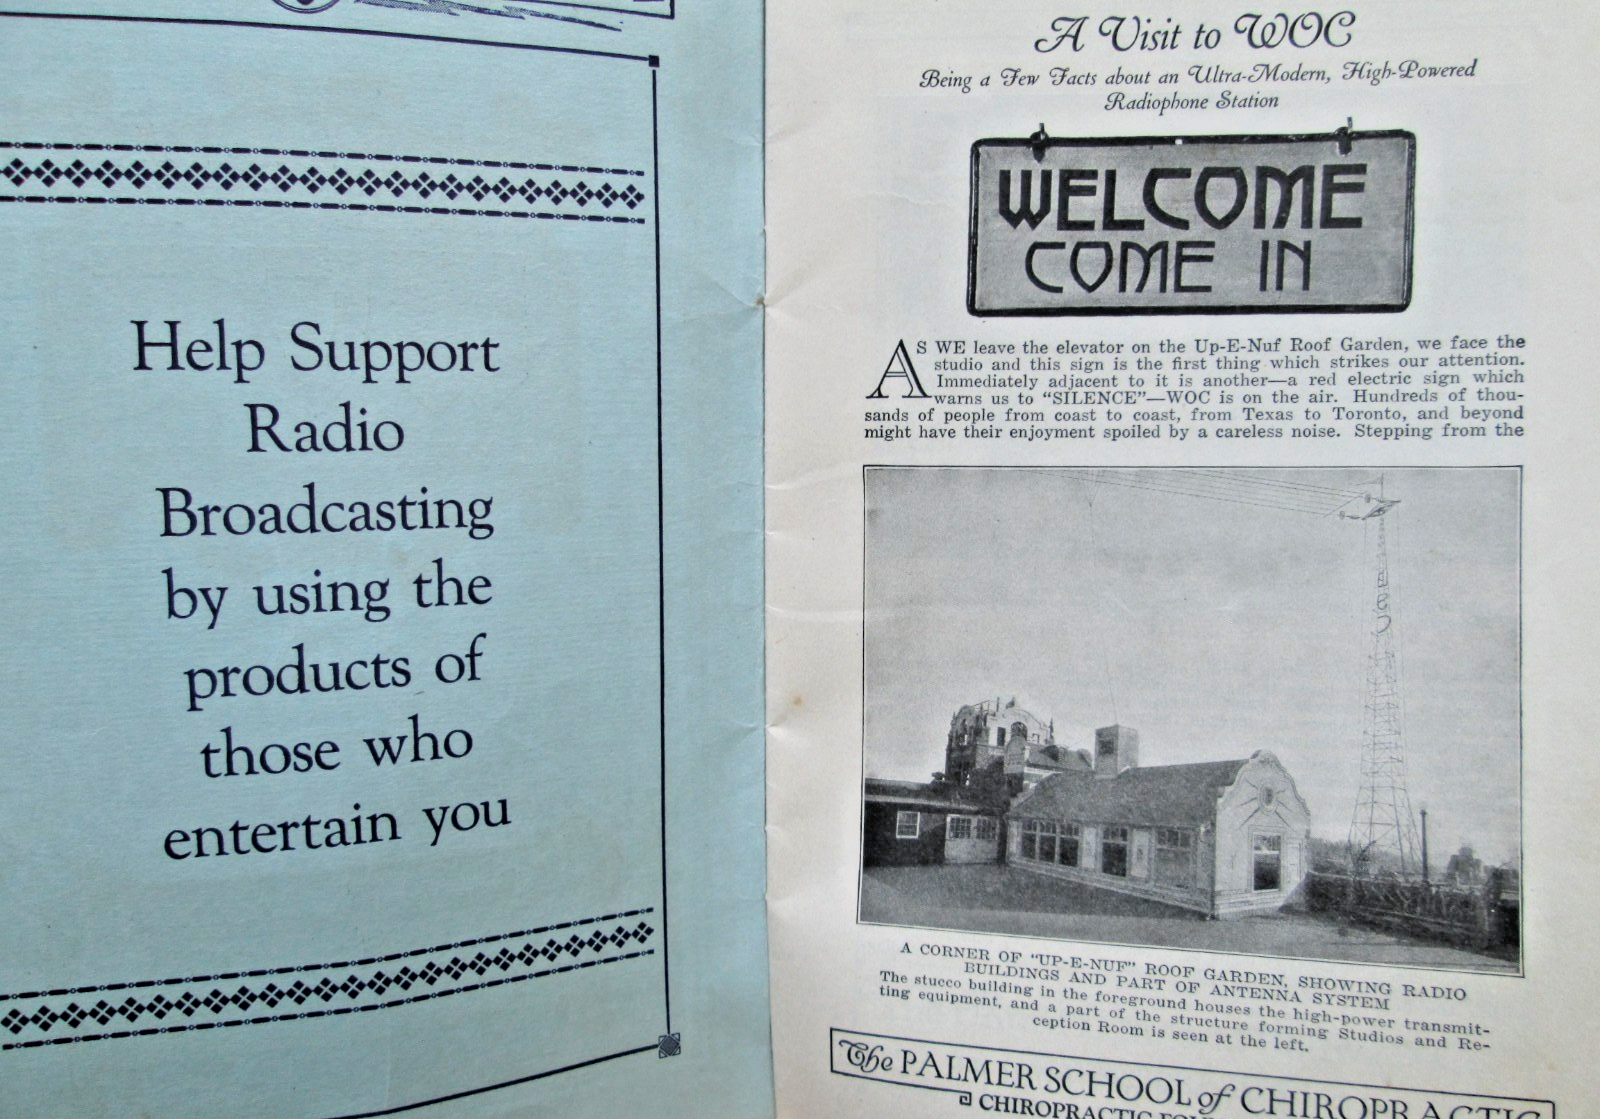 Help Support
Radio
Broadcasting
by using the
products of
those who
entertain you
A Visit to WOC
Being a Few Facts about an Ultra-Modern, High-Powered
Radiophone Station
WELCOME
COME IN
AS WE leave the elevator on the Up-E-Nuf Roof Garden, we face the
studio and this sign is the first thing which strikes our attention.
Immediately adjacent to it is another—a red electric sign which
warns us to "SILENCE"—WOC is on the air. Hundreds of thou-
sands of people from coast to coast, from Texas to Toronto, and beyond
might have their enjoyment spoiled by a careless noise. Stepping from the
A CORNER OF "UP-E-NUF" ROOF GARDEN, SHOWING RADIO
BUILDINGS AND PART OF ANTENNA SYSTEM
The stucco building in the foreground houses the high-power transmit-
ting equipment, and a part of the structure forming Studios and Re-
ception Room is seen at the left.
The PALMER SCHOOL of CHIROPRACTIC
CHIROPRACTIC